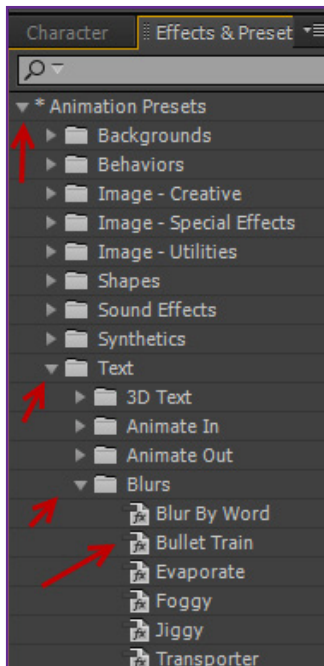 Character Effects & Preset
* Animation Presets
Backgrounds
Behaviors
Image - Creative
Image - Special Effects
Image - Utilities
Shapes
Sound Effects
Synthetics
Text
3D Text
Animate In
Animate Out
Blurs
Blur By Word
Bullet Train
Evaporate
Foggy
Jiggy
Transporter